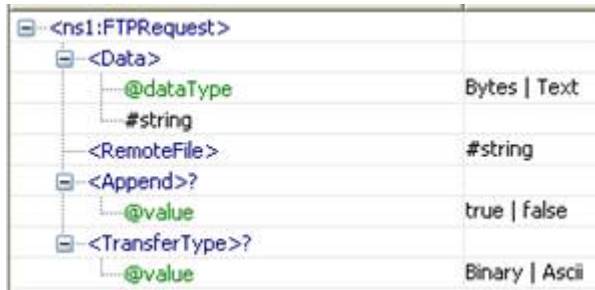 <ns1:FTPRequest>
<Data>
@dataType Bytes | Text
#string
<RemoteFile> #string
<Append>?
@value true | false
<TransferType>?
@value Binary | Ascii